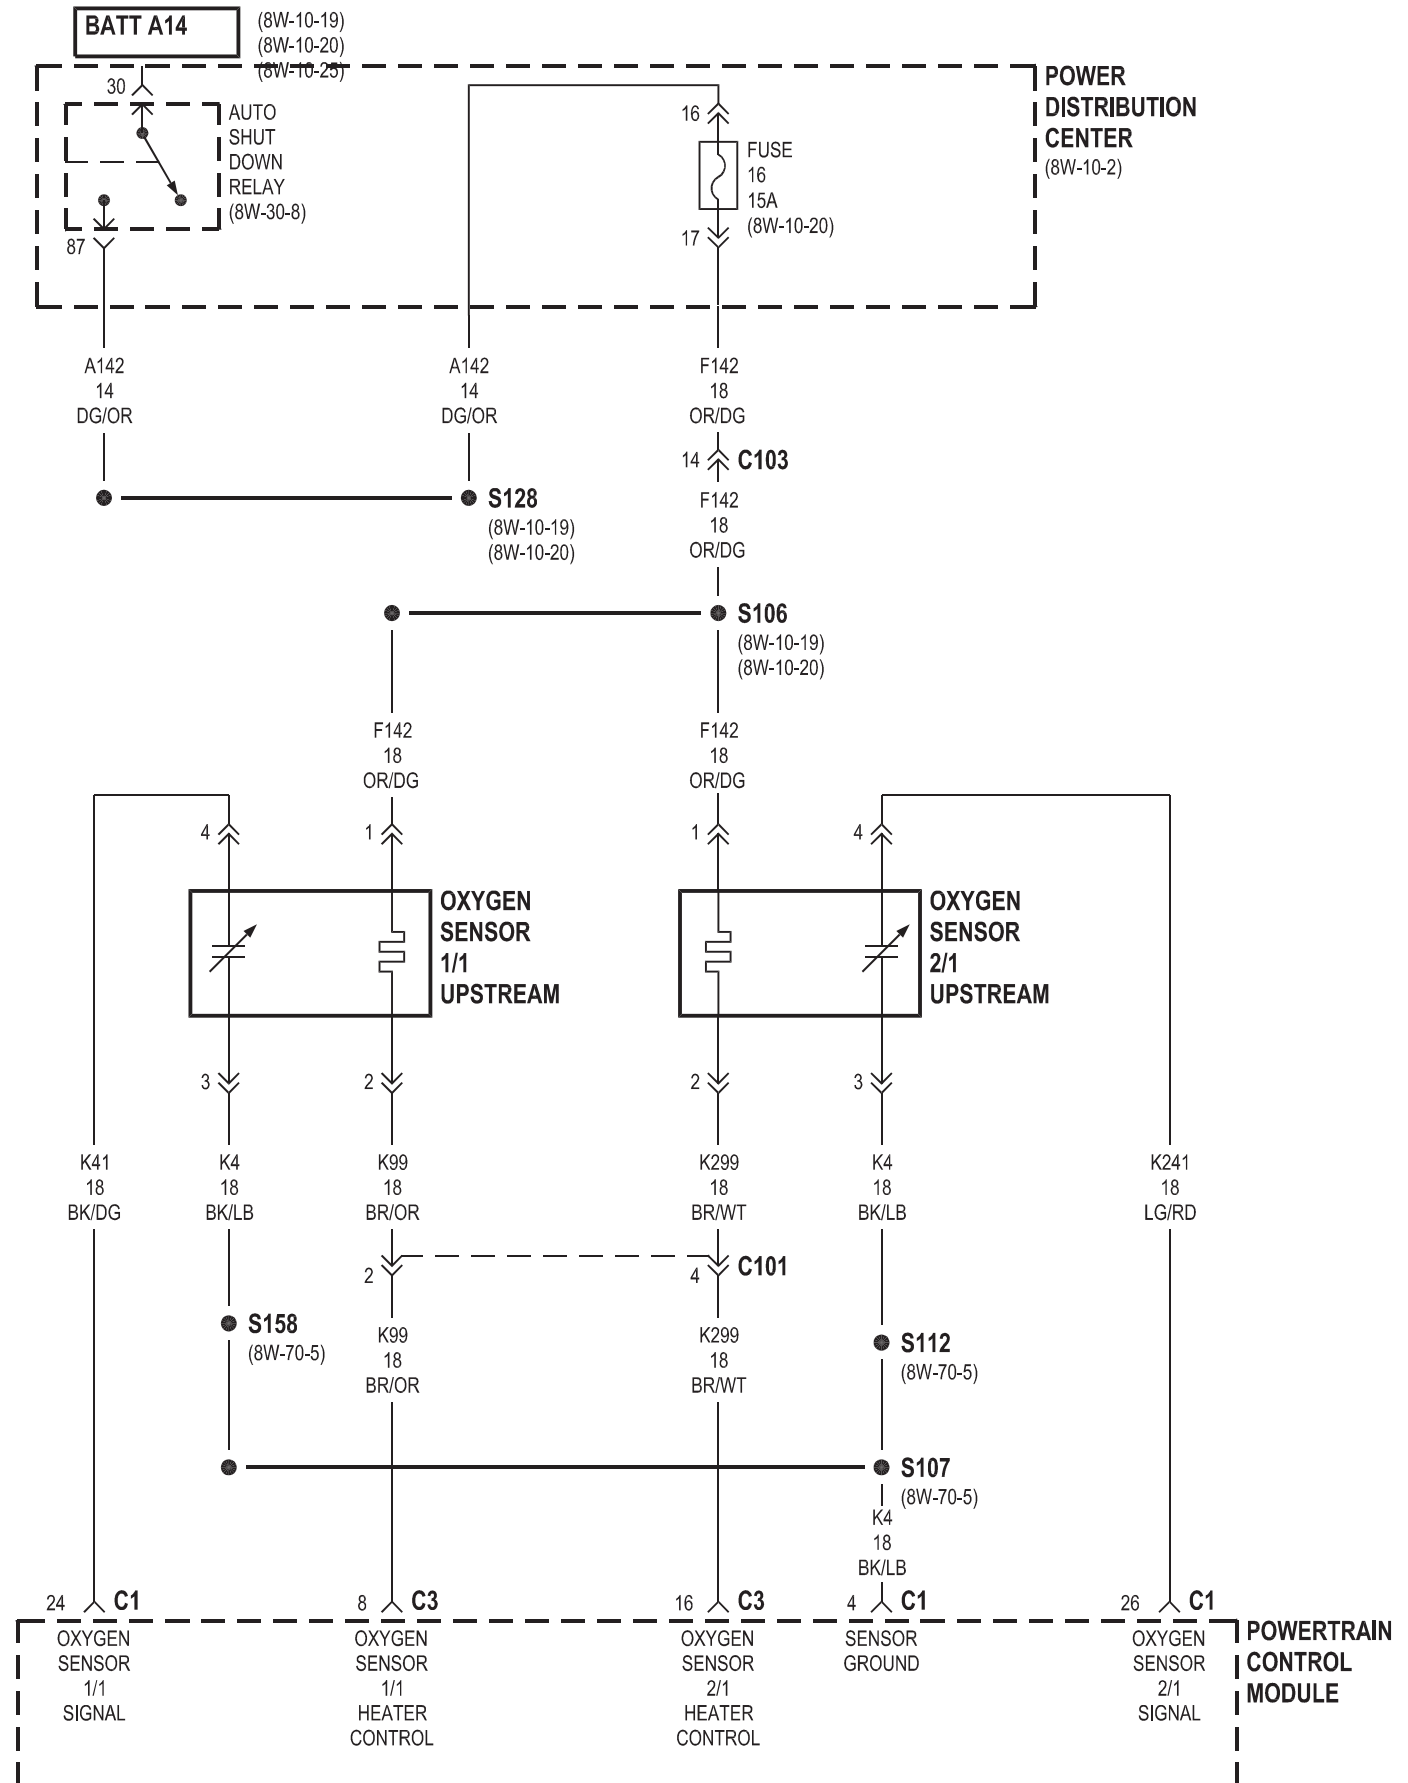 BATT A14
(8W-10-19)
(8W-10-20)
(8W-10-25)
30
AUTO
SHUT
DOWN
RELAY
(8W-30-8)
87
16
FUSE
16
15A
(8W-10-20)
17
POWER
DISTRIBUTION
CENTER
(8W-10-2)
A142
14
DG/OR
A142
14
DG/OR
F142
18
OR/DG
14
C103
F142
18
OR/DG
S128
(8W-10-19)
(8W-10-20)
S106
(8W-10-19)
(8W-10-20)
F142
18
OR/DG
F142
18
OR/DG
4
1
1
4
OXYGEN
SENSOR
1/1
UPSTREAM
OXYGEN
SENSOR
2/1
UPSTREAM
3
2
2
3
K41
18
BK/DG
K4
18
BK/LB
K99
18
BR/OR
K299
18
BR/WT
K4
18
BK/LB
K241
18
LG/RD
2
4
C101
S158
(8W-70-5)
K99
18
BR/OR
K299
18
BR/WT
S112
(8W-70-5)
S107
(8W-70-5)
K4
18
BK/LB
24
C1
8
C3
16
C3
4
C1
26
C1
OXYGEN
SENSOR
1/1
SIGNAL
OXYGEN
SENSOR
1/1
HEATER
CONTROL
OXYGEN
SENSOR
2/1
HEATER
CONTROL
SENSOR
GROUND
OXYGEN
SENSOR
2/1
SIGNAL
POWERTRAIN
CONTROL
MODULE